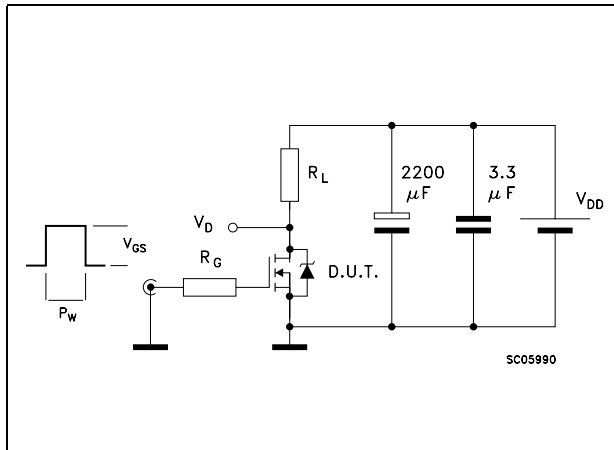 R_L
2200
μF
3.3
μF
V_DD
V_D
V_GS
R_G
D.U.T.
P_W
SC05990